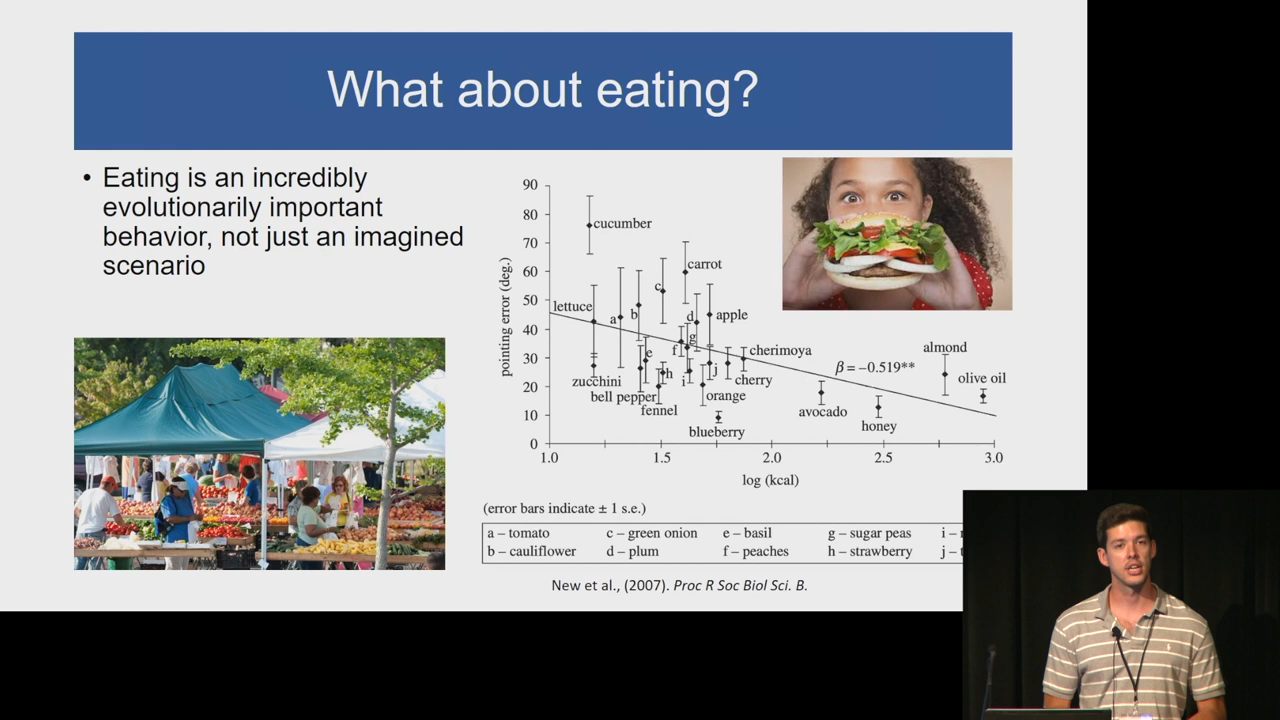 What about eating?
• Eating is an incredibly
evolutionarily important
behavior, not just an imagined
scenario
pointing error (deg.)
90
80
70
60
50
40
30
20
10
0
cucumber
carrot
c
lettuce
a
b
d
apple
g
f
e
h
i
j
cherimoya
zucchini
bell pepper
fennel
cherry
orange
blueberry
β = −0.519**
almond
olive oil
avocado
honey
1.0 1.5 2.0 2.5 3.0
log (kcal)
(error bars indicate ± 1 s.e.)
a – tomato c – green onion e – basil g – sugar peas i –
b – cauliflower d – plum f – peaches h – strawberry j –
New et al., (2007). Proc R Soc Biol Sci. B.